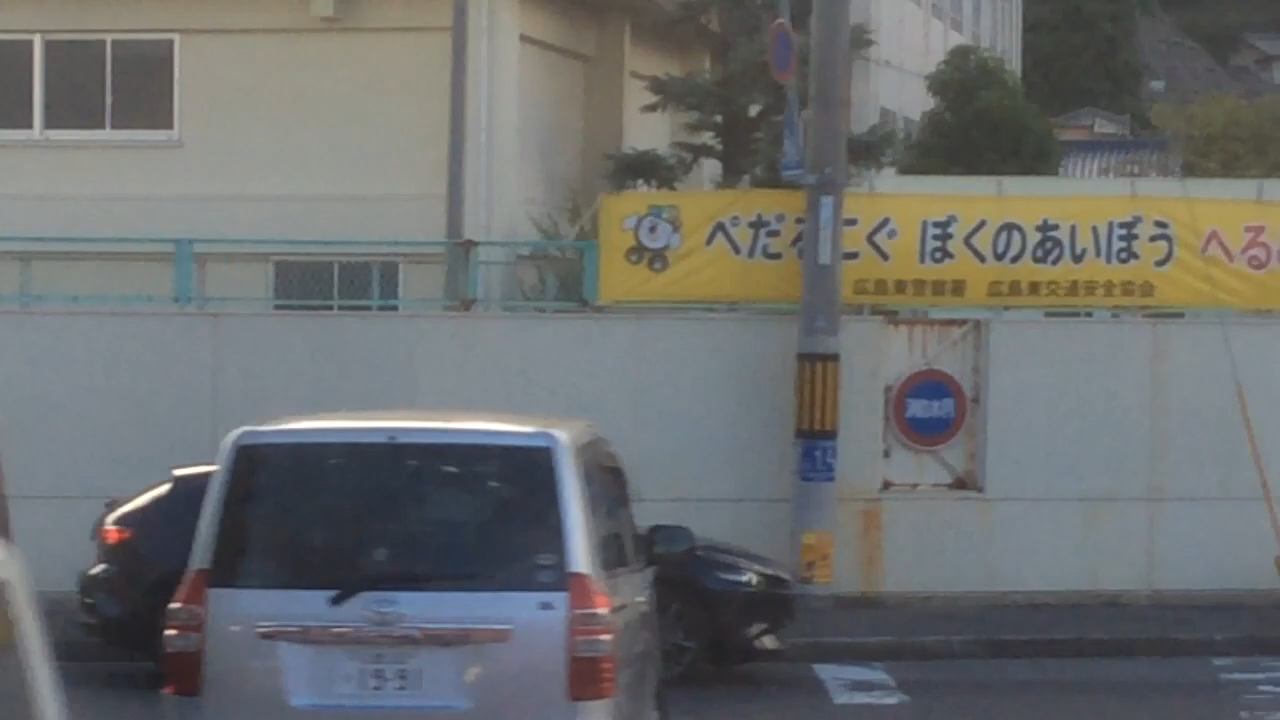 ぺだるこぐ ぼくのあいぼう へる
広島東警察署 広島東交通安全協会